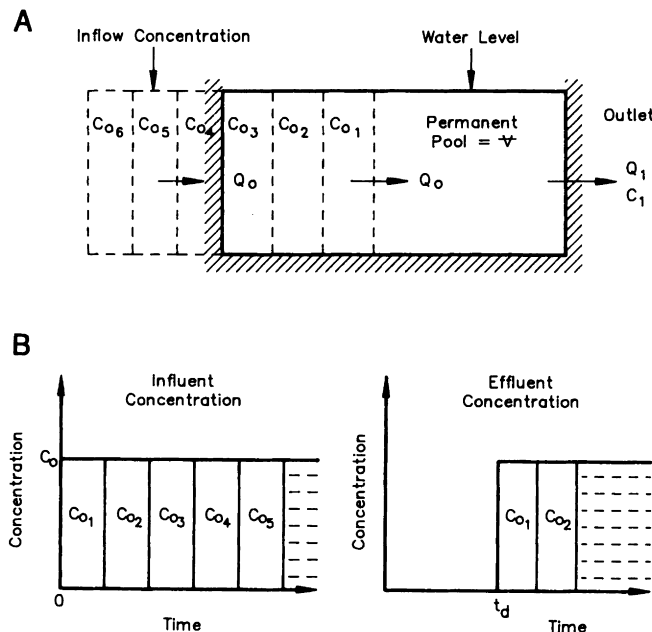 A
Inflow Concentration
Water Level
Co6 Co5 Co4 Co3 Co2 Co1
Permanent
Pool = V
Outlet
Qo
Qo
Q1
C1
B
Influent
Concentration
Concentration
Co
Co1 Co2 Co3 Co4 Co5
0
Time
Effluent
Concentration
Concentration
Co1 Co2
td
Time